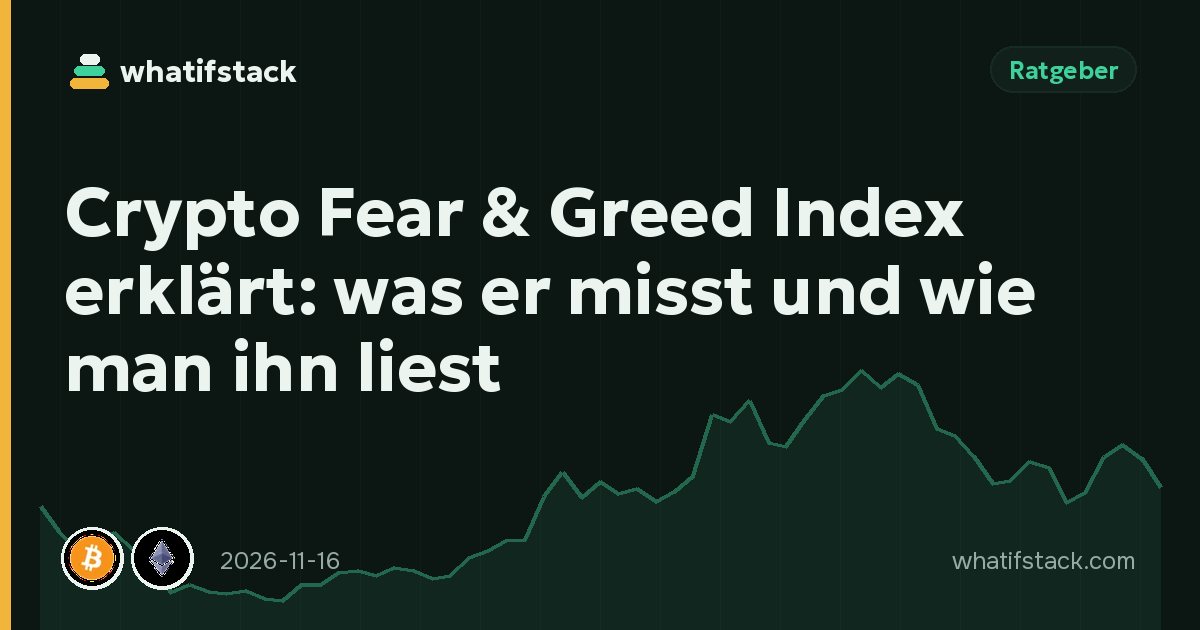 whatifstack
Ratgeber
Crypto Fear & Greed Index
erklärt: was er misst und wie
man ihn liest
2026-11-16
whatifstack.com